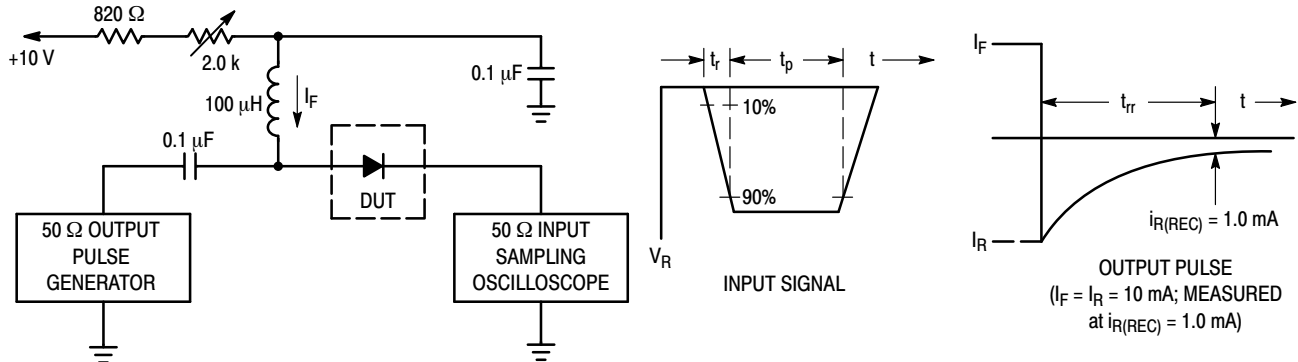 820 Ω
+10 V
2.0 k
100 μH
I_F
0.1 μF
0.1 μF
DUT
50 Ω OUTPUT
PULSE
GENERATOR
50 Ω INPUT
SAMPLING
OSCILLOSCOPE
t_r
t_p
t
10%
90%
V_R
INPUT SIGNAL
I_F
t_rr
t
i_R(REC) = 1.0 mA
I_R
OUTPUT PULSE
(I_F = I_R = 10 mA; MEASURED
at i_R(REC) = 1.0 mA)